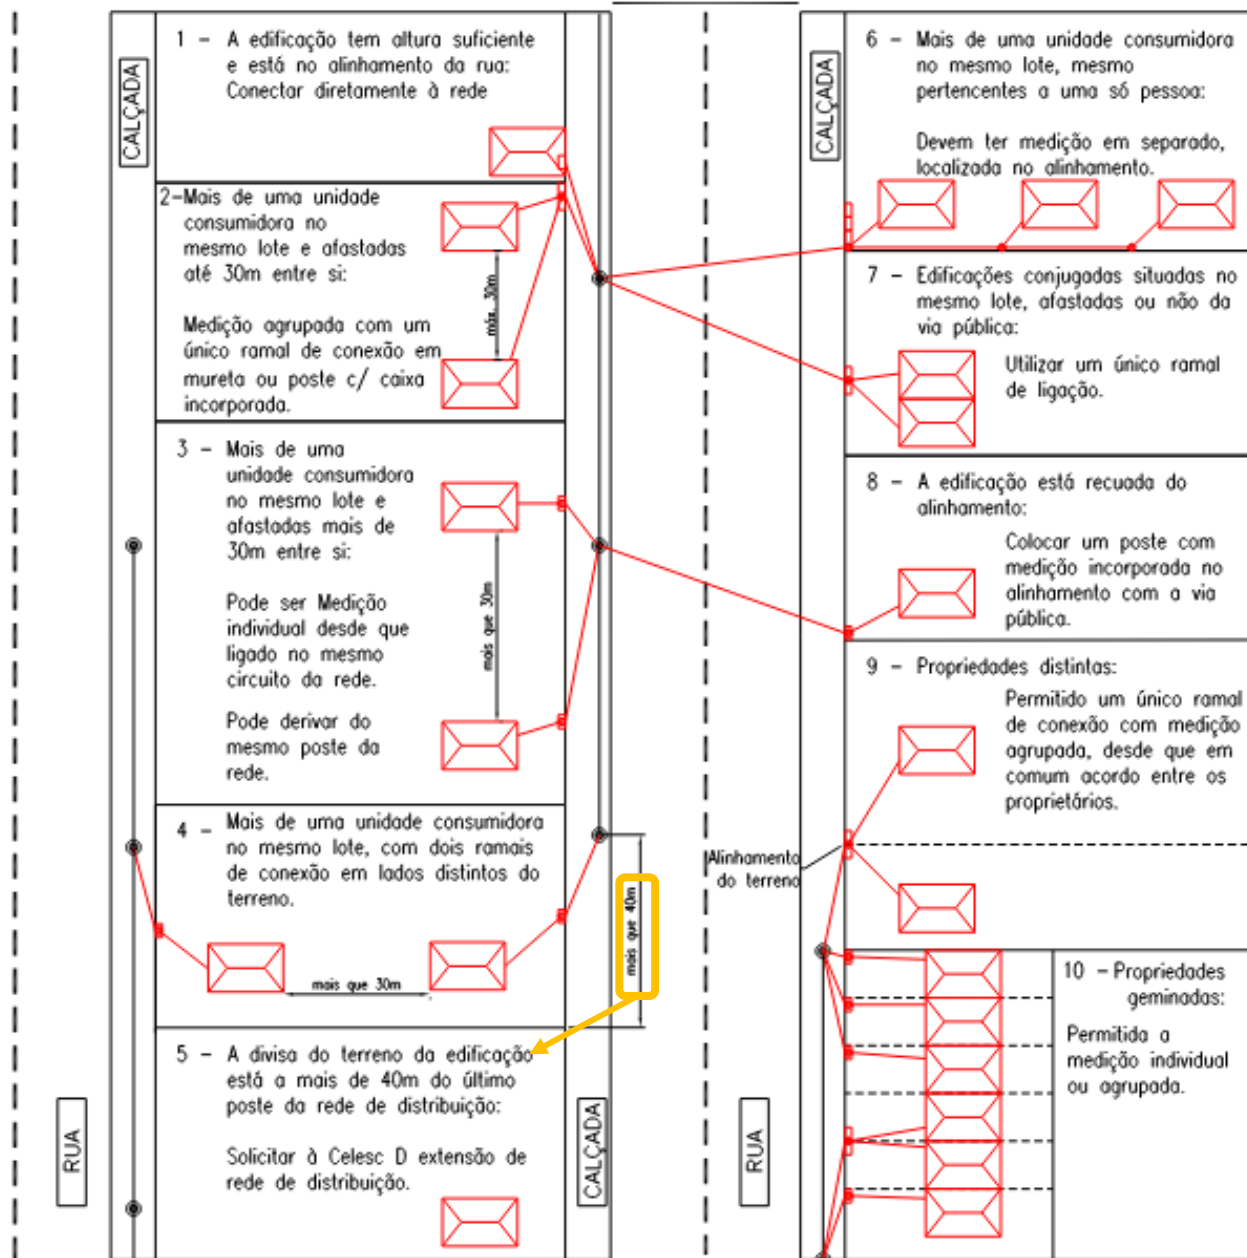 CALÇADA
1 - A edificação tem altura suficiente
e está no alinhamento da rua:
Conectar diretamente à rede
2-Mais de uma unidade
consumidora no
mesmo lote e afastadas
até 30m entre si:
Medição agrupada com um
único ramal de conexão em
mureta ou poste c/ caixa
incorporada.
máx. 30m
3 - Mais de uma
unidade consumidora
no mesmo lote e
afastadas mais de
30m entre si:
Pode ser Medição
individual desde que
ligado no mesmo
circuito da rede.
Pode derivar do
mesmo poste da
rede.
mais que 30m
4 - Mais de uma unidade consumidora
no mesmo lote, com dois ramais
de conexão em lados distintos do
terreno.
mais que 30m
mais que 40m
5 - A divisa do terreno da edificação
está a mais de 40m do último
poste da rede de distribuição:
Solicitar à Celesc D extensão de
rede de distribuição.
RUA
CALÇADA
CALÇADA
6 - Mais de uma unidade consumidora
no mesmo lote, mesmo
pertencentes a uma só pessoa:
Devem ter medição em separado,
localizada no alinhamento.
7 - Edificações conjugadas situadas no
mesmo lote, afastadas ou não da
via pública:
Utilizar um único ramal
de ligação.
8 - A edificação está recuada do
alinhamento:
Colocar um poste com
medição incorporada no
alinhamento com a via
pública.
9 - Propriedades distintas:
Permitido um único ramal
de conexão com medição
agrupada, desde que em
comum acordo entre os
proprietários.
Alinhamento
do terreno
10 - Propriedades
geminadas:
Permitida a
medição individual
ou agrupada.
RUA